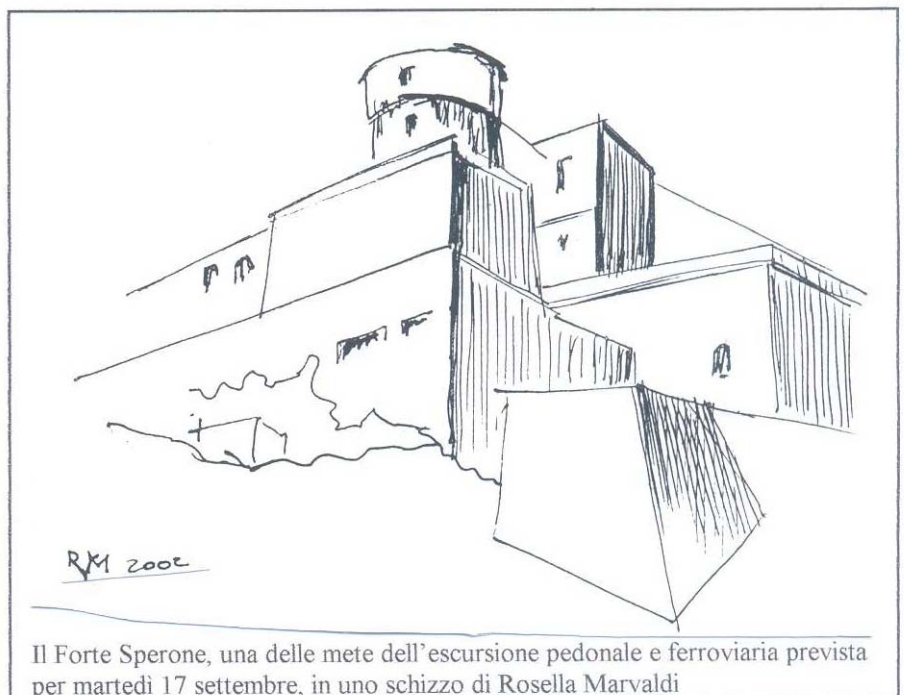 RM 2002
Il Forte Sperone, una delle mete dell'escursione pedonale e ferroviaria prevista
per martedì 17 settembre, in uno schizzo di Rosella Marvaldi